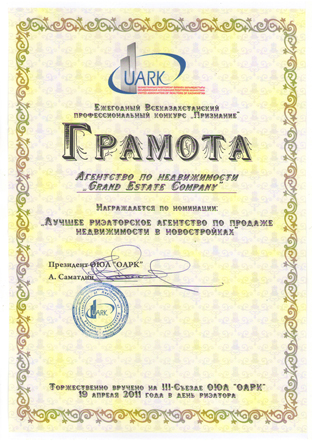 UARK
Ежегодный Всеказахстанский
профессиональный конкурс „Признание“
Грамота
Агентство по недвижимости
„Grand Estate Company“
Награждается по номинации:
„Лучшее риэлторское агентство по продаже
недвижимости в новостройках“
Президент ОЮЛ "ОАРК"
А. Саматдин
UARK
Торжественно вручено на III-Съезде ОЮЛ "ОАРК"
19 апреля 2011 года в день риэлтора